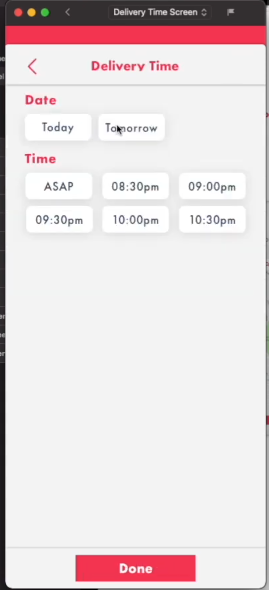 Delivery Time Screen
Delivery Time
Date
Today Tomorrow
Time
ASAP 08:30pm 09:00pm
09:30pm 10:00pm 10:30pm
Done